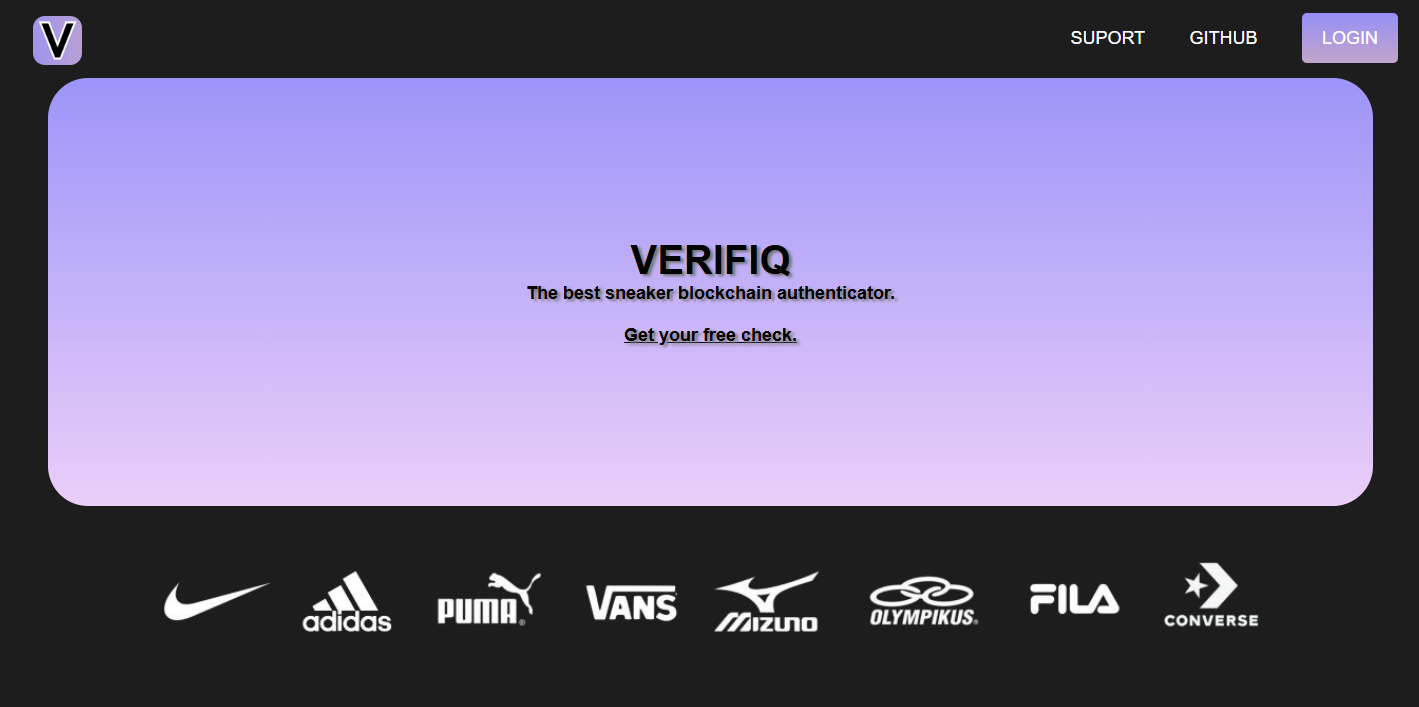 V
SUPORT
GITHUB
LOGIN
VERIFIQ
The best sneaker blockchain authenticator.
Get your free check.
adidas
PUMA®
VANS
MIZUNO
OLYMPIKUS®
FILA
CONVERSE